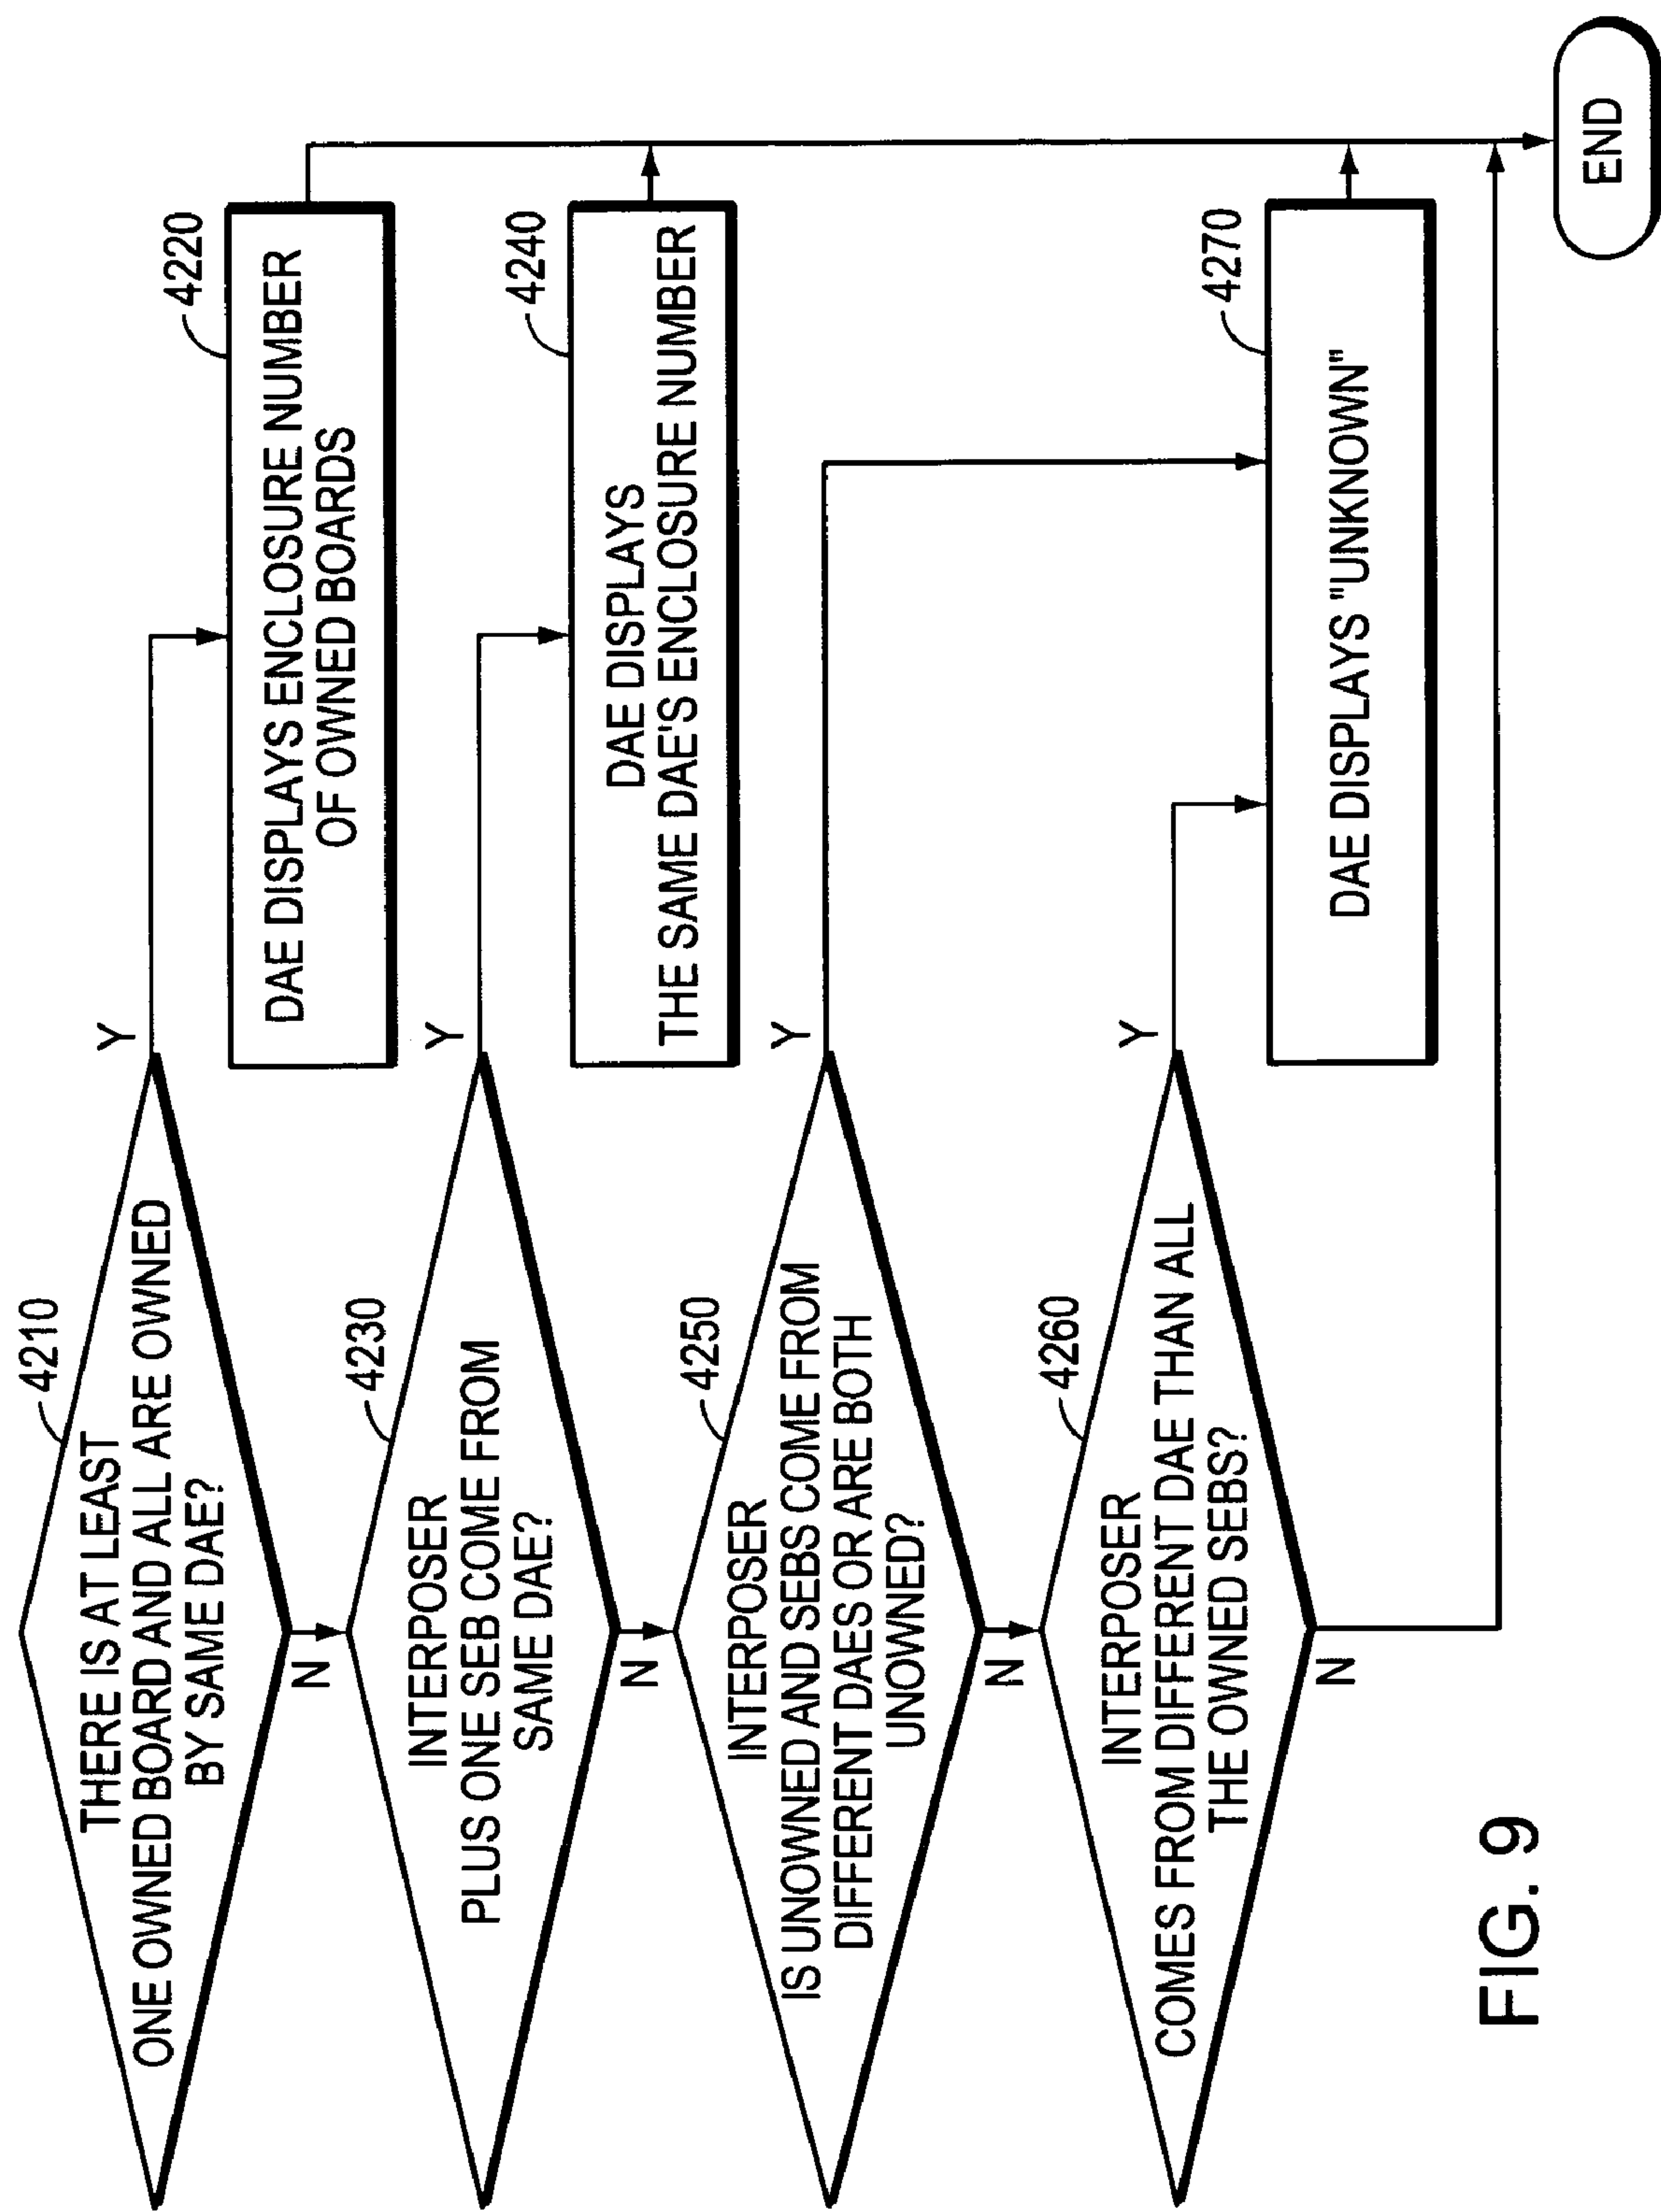 4210
THERE IS AT LEAST
ONE OWNED BOARD AND ALL ARE OWNED
BY SAME DAE?
Y
N
4220
DAE DISPLAYS ENCLOSURE NUMBER
OF OWNED BOARDS
4230
INTERPOSER
PLUS ONE SEB COME FROM
SAME DAE?
Y
N
4240
DAE DISPLAYS
THE SAME DAE'S ENCLOSURE NUMBER
4250
INTERPOSER
IS UNOWNED AND SEBS COME FROM
DIFFERENT DAES OR ARE BOTH
UNOWNED?
Y
N
4260
INTERPOSER
COMES FROM DIFFERENT DAE THAN ALL
THE OWNED SEBS?
Y
N
4270
DAE DISPLAYS "UNKNOWN"
END
FIG. 9